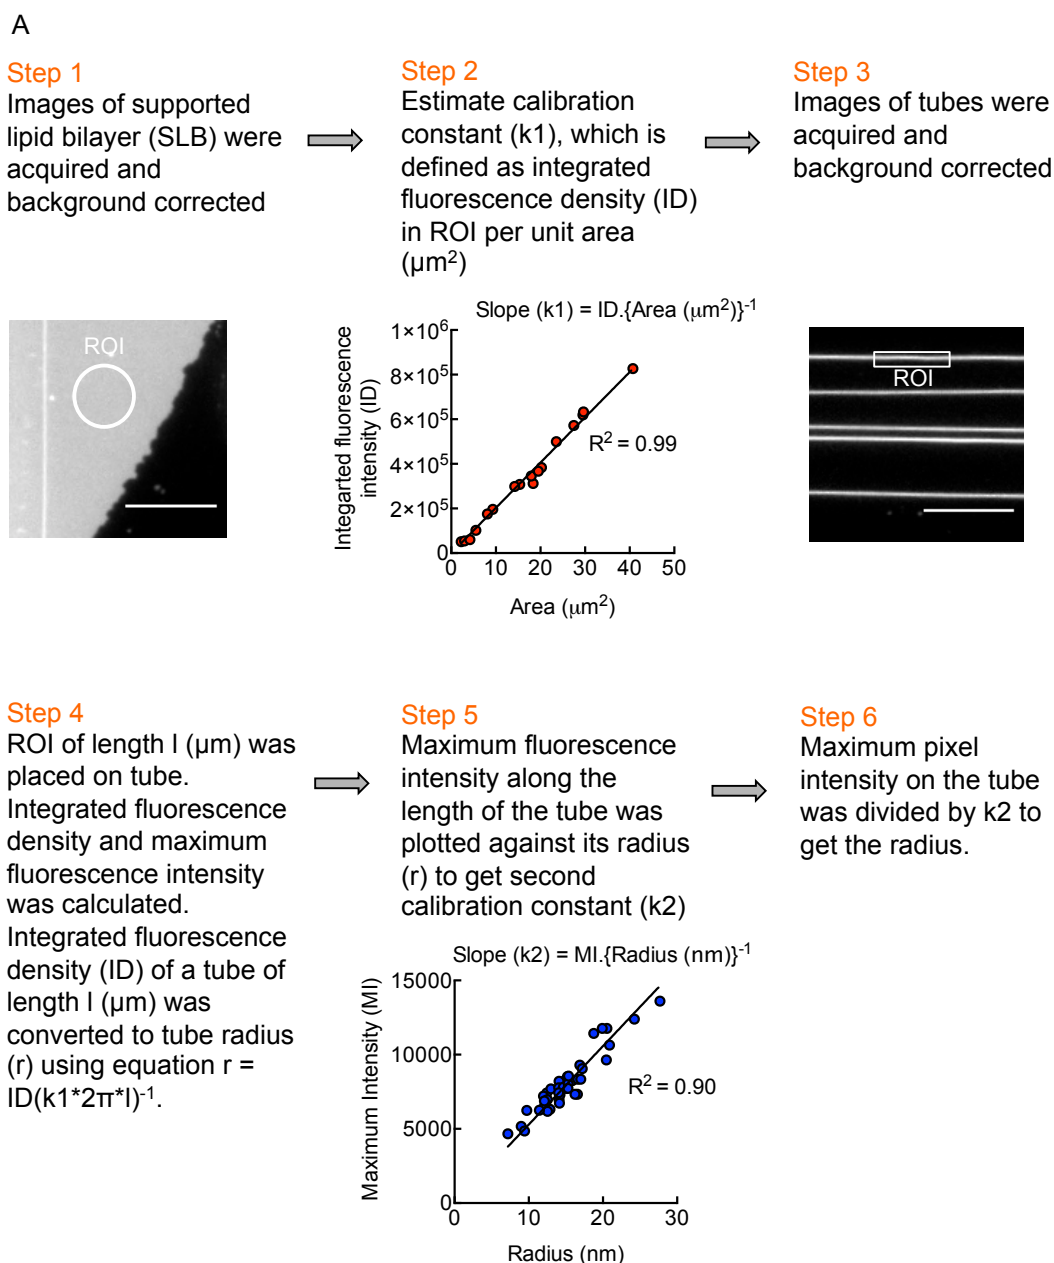 A
Step 1
Images of supported
lipid bilayer (SLB) were
acquired and
background corrected
Step 2
Estimate calibration
constant (k1), which is
defined as integrated
fluorescence density (ID)
in ROI per unit area
(µm²)
Step 3
Images of tubes were
acquired and
background corrected
ROI
Slope (k1) = ID.{Area (µm²)}⁻¹
Integarted fluorescence
intensity (ID)
1×10⁶
8×10⁵
6×10⁵
4×10⁵
2×10⁵
0
R² = 0.99
0 10 20 30 40 50
Area (µm²)
ROI
Step 4
ROI of length l (µm) was
placed on tube.
Integrated fluorescence
density and maximum
fluorescence intensity
was calculated.
Integrated fluorescence
density (ID) of a tube of
length l (µm) was
converted to tube radius
(r) using equation r =
ID(k1*2π*l)⁻¹.
Step 5
Maximum fluorescence
intensity along the
length of the tube was
plotted against its radius
(r) to get second
calibration constant (k2)
Step 6
Maximum pixel
intensity on the tube
was divided by k2 to
get the radius.
Slope (k2) = MI.{Radius (nm)}⁻¹
Maximum Intensity (MI)
15000
10000
5000
0
R² = 0.90
0 10 20 30
Radius (nm)